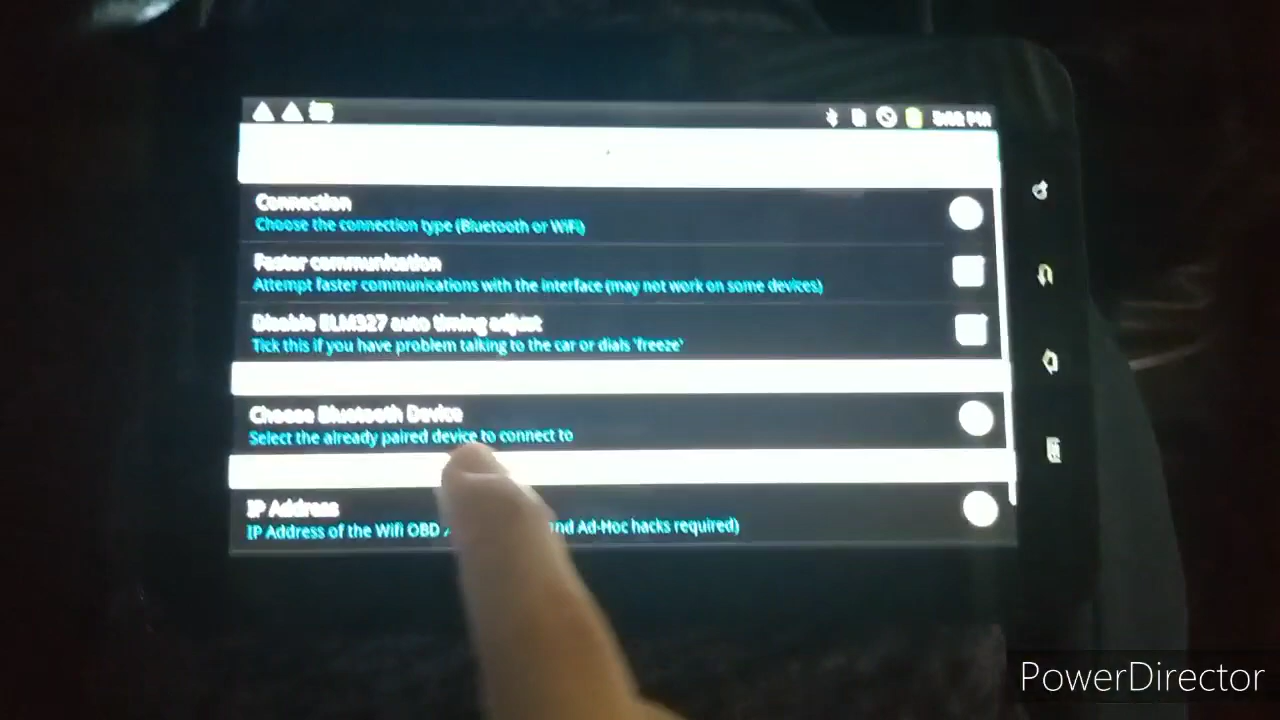 Connection
Choose the connection type (Bluetooth or WiFi)
Faster communication
Attempt faster communications with the interface (may not work on some devices)
Disable ELM327 auto timing adjust
Tick this if you have problem talking to the car or dials 'freeze'
Choose Bluetooth Device
Select the already paired device to connect to
IP Address
IP Address of the Wifi OBD and Ad-Hoc hacks required)
PowerDirector